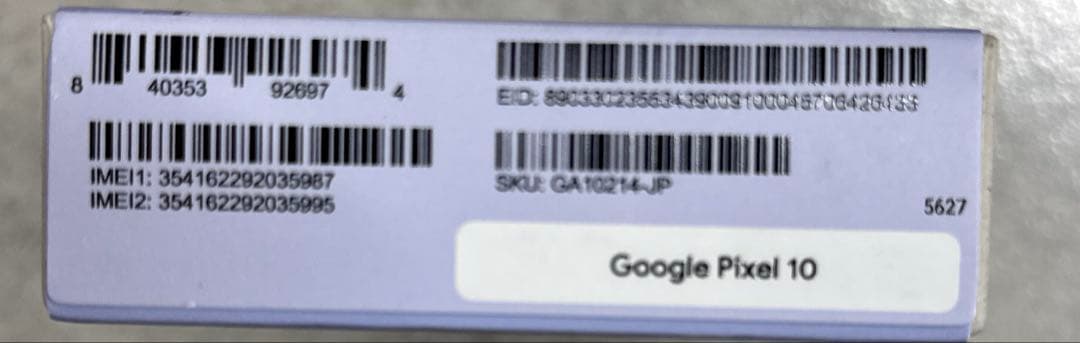 8 40353 92697 4
IMEI1: 354162292035987
IMEI2: 354162292035995
EID:
SKU: GA10214-JP
5627
Google Pixel 10